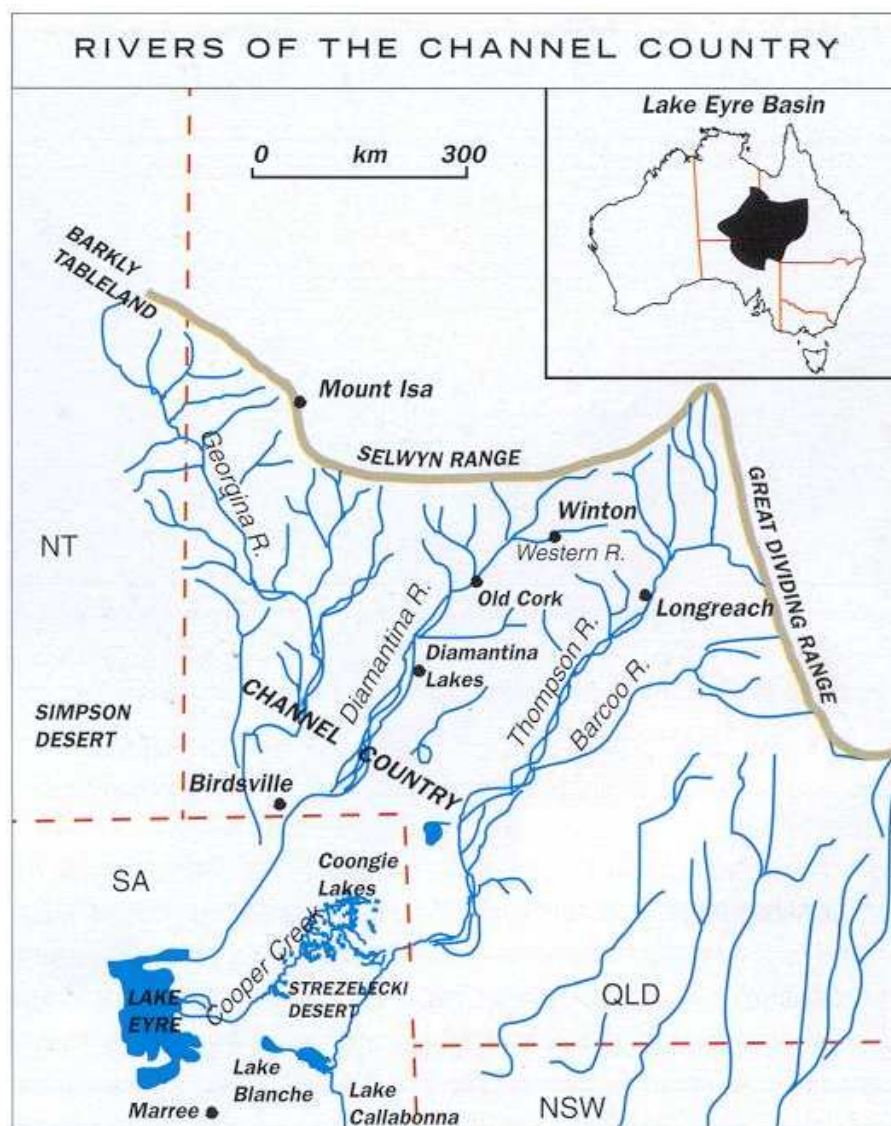 RIVERS OF THE CHANNEL COUNTRY
Lake Eyre Basin
0 km 300
BARKLY
TABLELAND
Mount Isa
SELWYN RANGE
Georgina R.
GREAT DIVIDING RANGE
Winton
Western R.
NT
Old Cork
Longreach
Diamantina R.
Diamantina
Lakes
Thompson R.
Barcoo R.
SIMPSON
DESERT
CHANNEL
COUNTRY
Birdsville
SA
Coongie
Lakes
Cooper Creek
STREZELECKI
DESERT
LAKE
EYRE
QLD
Lake
Blanche
Lake
Callabonna
Marree
NSW